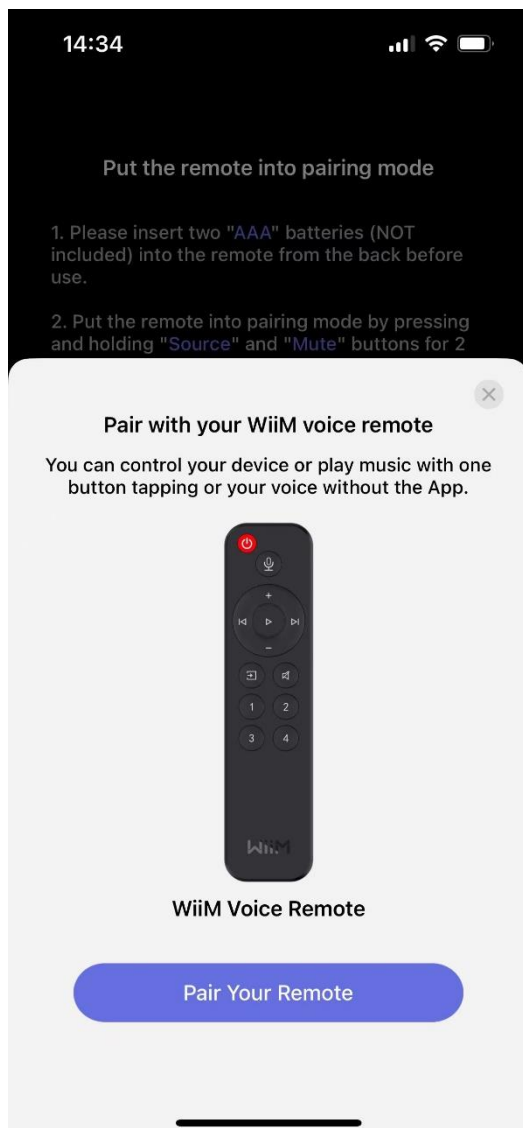 14:34
Put the remote into pairing mode
1. Please insert two "AAA" batteries (NOT
included) into the remote from the back before
use.
2. Put the remote into pairing mode by pressing
and holding "Source" and "Mute" buttons for 2
Pair with your WiiM voice remote
You can control your device or play music with one
button tapping or your voice without the App.
+
−
1 2
3 4
WiiM
WiiM Voice Remote
Pair Your Remote